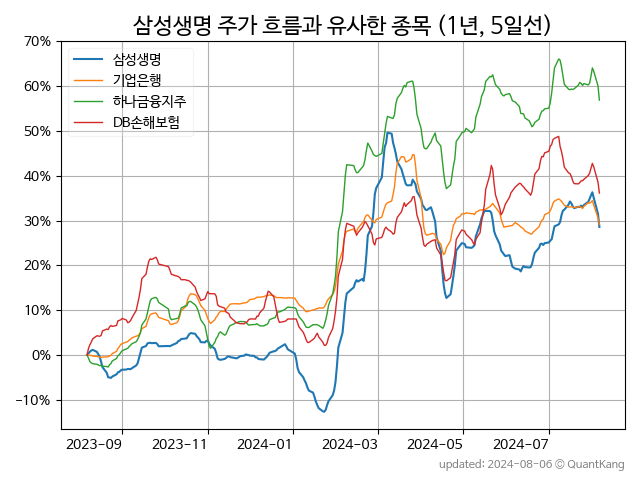 삼성생명 주가 흐름과 유사한 종목 (1년, 5일선)
70%
60%
50%
40%
30%
20%
10%
0%
−10%
삼성생명
기업은행
하나금융지주
DB손해보험
2023-09 2023-11 2024-01 2024-03 2024-05 2024-07
updated: 2024-08-06 © QuantKang